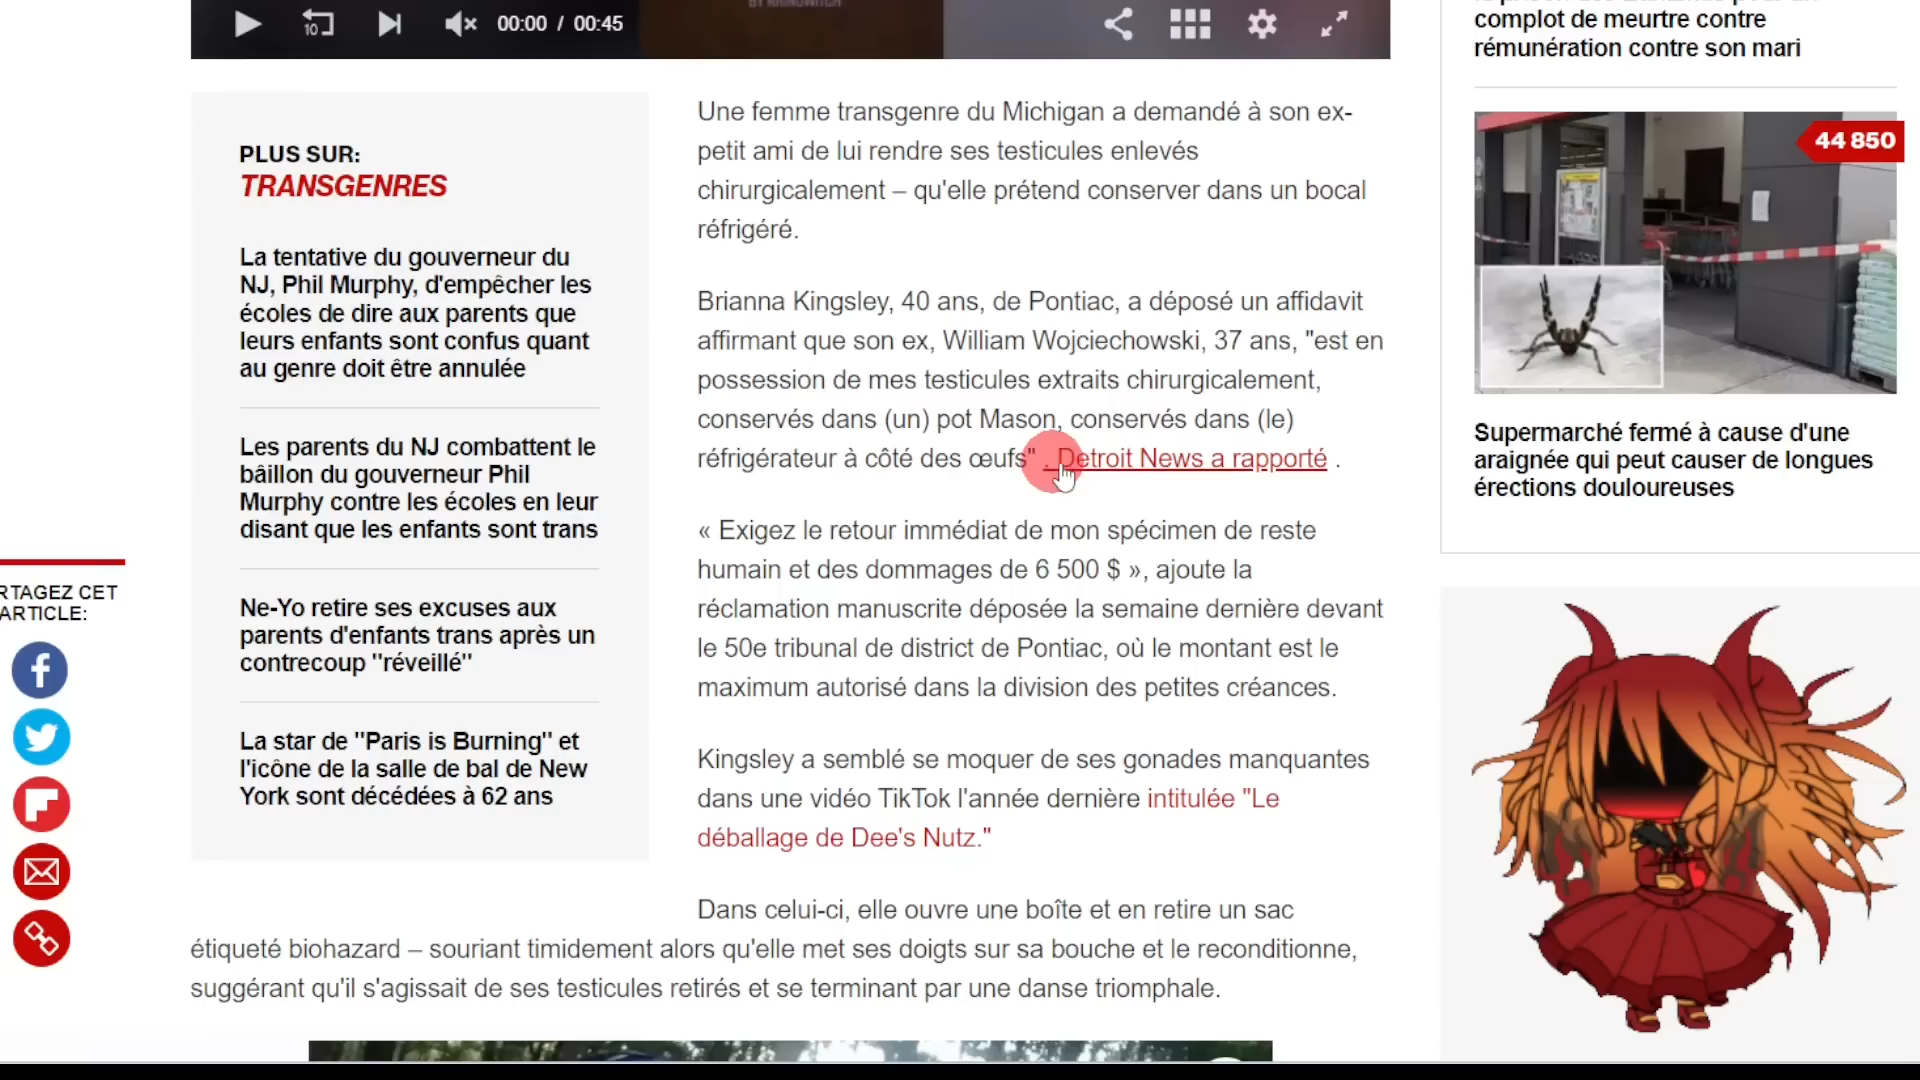 00:00 / 00:45
PLUS SUR:
TRANSGENRES
La tentative du gouverneur du
NJ, Phil Murphy, d'empêcher les
écoles de dire aux parents que
leurs enfants sont confus quant
au genre doit être annulée
Les parents du NJ combattent le
bâillon du gouverneur Phil
Murphy contre les écoles en leur
disant que les enfants sont trans
Ne-Yo retire ses excuses aux
parents d'enfants trans après un
contrecoup "réveillé"
La star de "Paris is Burning" et
l'icône de la salle de bal de New
York sont décédées à 62 ans
RTAGEZ CET
ARTICLE:
Une femme transgenre du Michigan a demandé à son ex-
petit ami de lui rendre ses testicules enlevés
chirurgicalement – qu'elle prétend conserver dans un bocal
réfrigéré.
Brianna Kingsley, 40 ans, de Pontiac, a déposé un affidavit
affirmant que son ex, William Wojciechowski, 37 ans, "est en
possession de mes testicules extraits chirurgicalement,
conservés dans (un) pot Mason, conservés dans (le)
réfrigérateur à côté des œufs" . Detroit News a rapporté .
« Exigez le retour immédiat de mon spécimen de reste
humain et des dommages de 6 500 $ », ajoute la
réclamation manuscrite déposée la semaine dernière devant
le 50e tribunal de district de Pontiac, où le montant est le
maximum autorisé dans la division des petites créances.
Kingsley a semblé se moquer de ses gonades manquantes
dans une vidéo TikTok l'année dernière intitulée "Le
déballage de Dee's Nutz."
Dans celui-ci, elle ouvre une boîte et en retire un sac
étiqueté biohazard – souriant timidement alors qu'elle met ses doigts sur sa bouche et le reconditionne,
suggérant qu'il s'agissait de ses testicules retirés et se terminant par une danse triomphale.
complot de meurtre contre
rémunération contre son mari
44 850
Supermarché fermé à cause d'une
araignée qui peut causer de longues
érections douloureuses